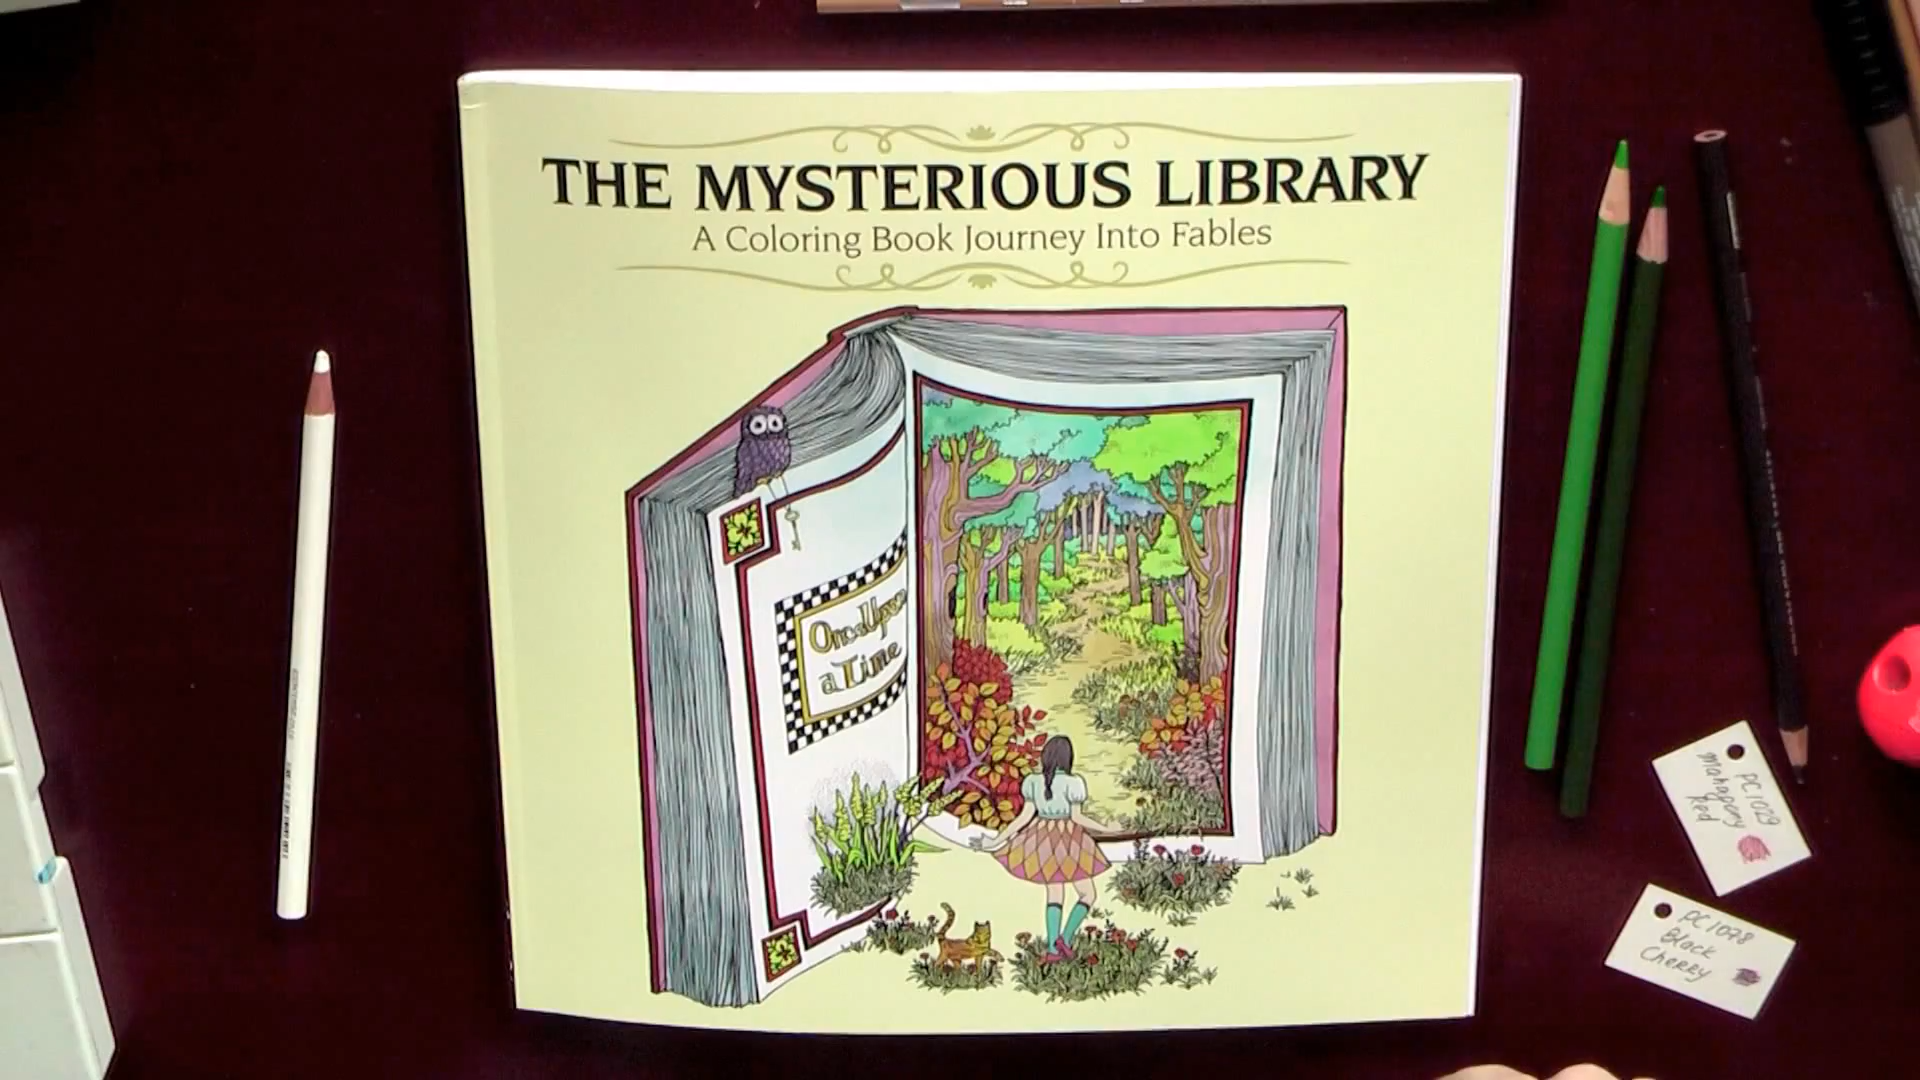 THE MYSTERIOUS LIBRARY
A Coloring Book Journey Into Fables
Once Upon
a Time
PC1029
Mahogany
Red
PC1078
Black
Cherry